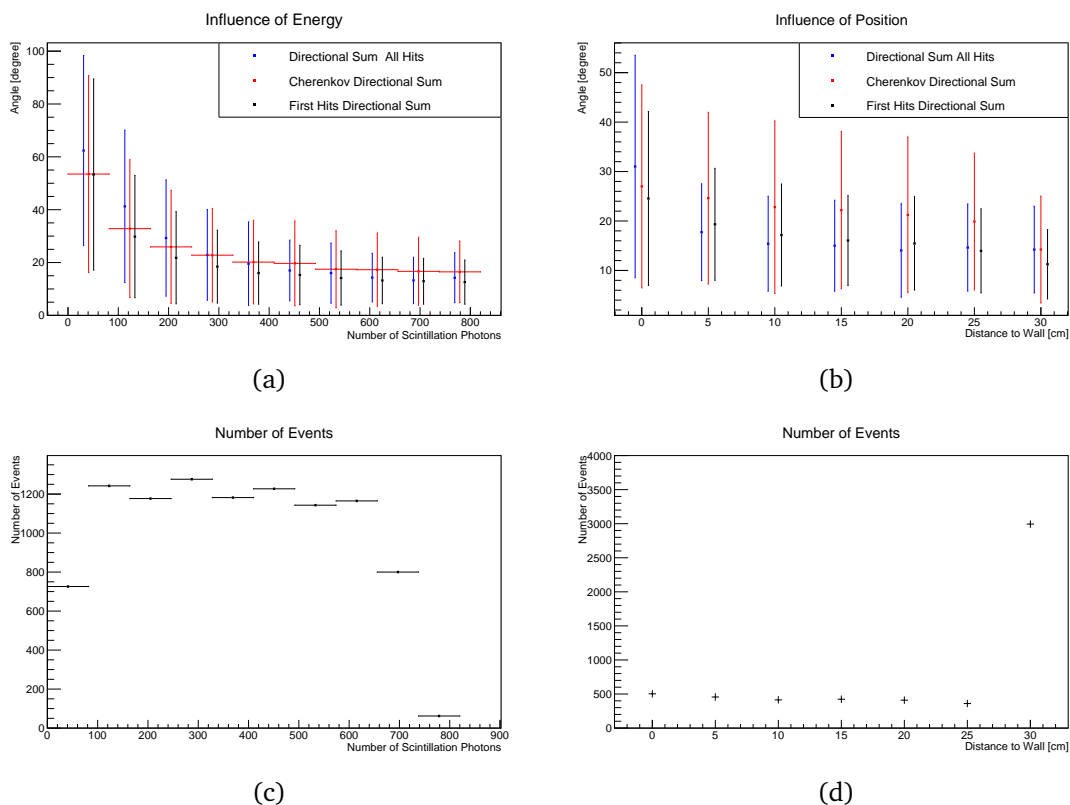 Influence of Energy
Angle [degree]
Directional Sum All Hits
Cherenkov Directional Sum
First Hits Directional Sum
100
80
60
40
20
0
0 100 200 300 400 500 600 700 800
Number of Scintillation Photons
(a)
Influence of Position
Angle [degree]
Directional Sum All Hits
Cherenkov Directional Sum
First Hits Directional Sum
50
40
30
20
10
0 5 10 15 20 25 30
Distance to Wall [cm]
(b)
Number of Events
Number of Events
1200
1000
800
600
400
200
0
0 100 200 300 400 500 600 700 800 900
Number of Scintillation Photons
(c)
Number of Events
Number of Events
4000
3500
3000
2500
2000
1500
1000
500
0
0 5 10 15 20 25 30
Distance to Wall [cm]
(d)